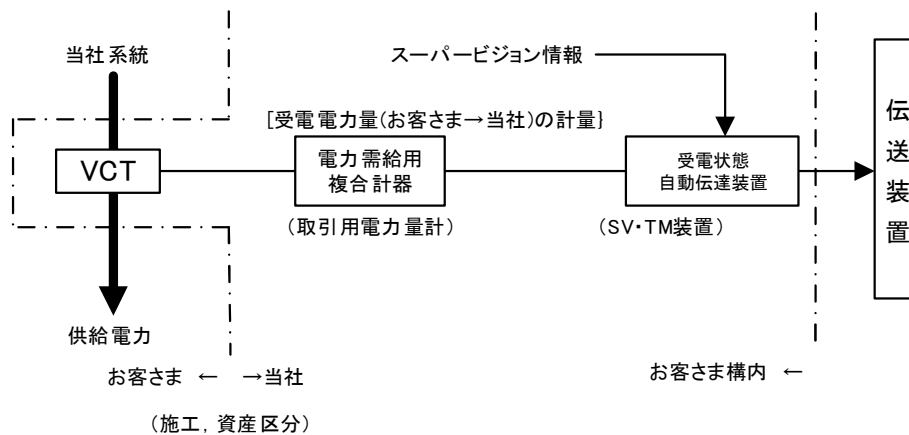 当社系統
スーパービジョン情報
[受電電力量(お客さま→当社)の計量}
VCT
電力需給用
複合計器
受電状態
自動伝達装置
伝送装置
(取引用電力量計)
(SV・TM装置)
供給電力
お客さま ← →当社
お客さま構内 ←
(施工,資産区分)